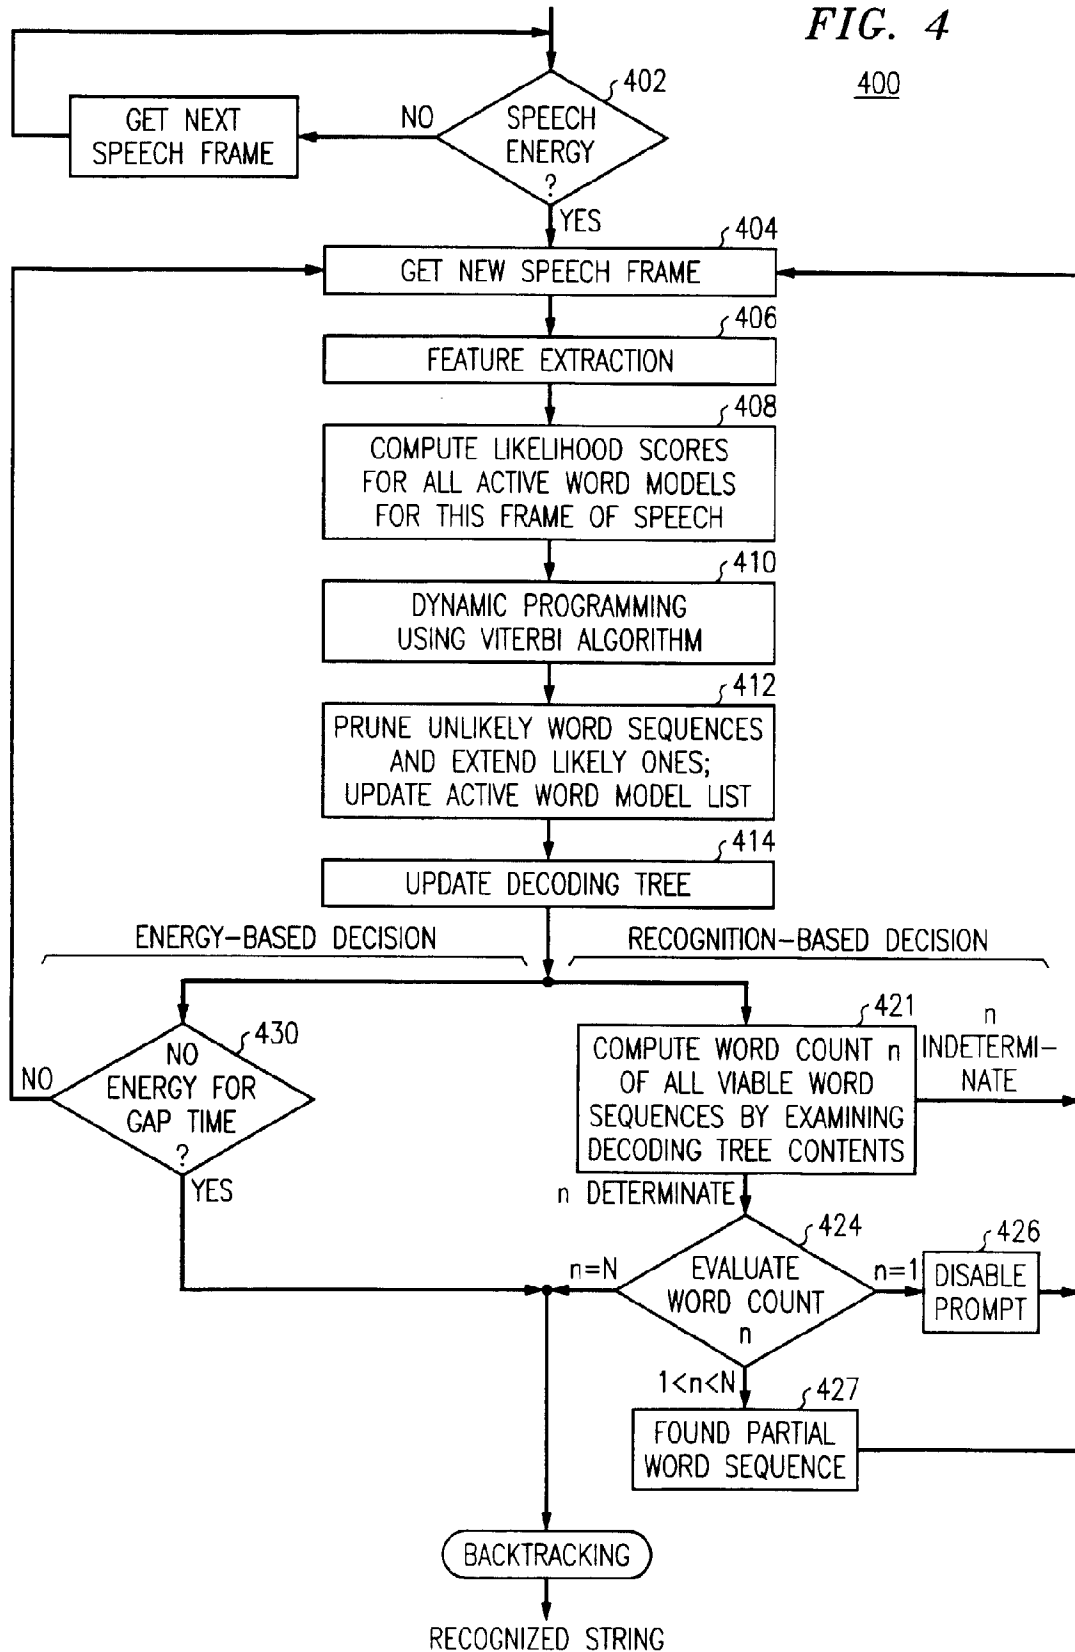 FIG. 4
400
402
SPEECH
ENERGY
?
NO
GET NEXT
SPEECH FRAME
YES
404
GET NEW SPEECH FRAME
406
FEATURE EXTRACTION
408
COMPUTE LIKELIHOOD SCORES
FOR ALL ACTIVE WORD MODELS
FOR THIS FRAME OF SPEECH
410
DYNAMIC PROGRAMMING
USING VITERBI ALGORITHM
412
PRUNE UNLIKELY WORD SEQUENCES
AND EXTEND LIKELY ONES;
UPDATE ACTIVE WORD MODEL LIST
414
UPDATE DECODING TREE
ENERGY-BASED DECISION
RECOGNITION-BASED DECISION
430
NO
ENERGY FOR
GAP TIME
?
NO
YES
421
COMPUTE WORD COUNT n
OF ALL VIABLE WORD
SEQUENCES BY EXAMINING
DECODING TREE CONTENTS
n
INDETERMI-
NATE
n DETERMINATE
424
EVALUATE
WORD COUNT
n
n=N
n=1
426
DISABLE
PROMPT
1<n<N
427
FOUND PARTIAL
WORD SEQUENCE
BACKTRACKING
RECOGNIZED STRING